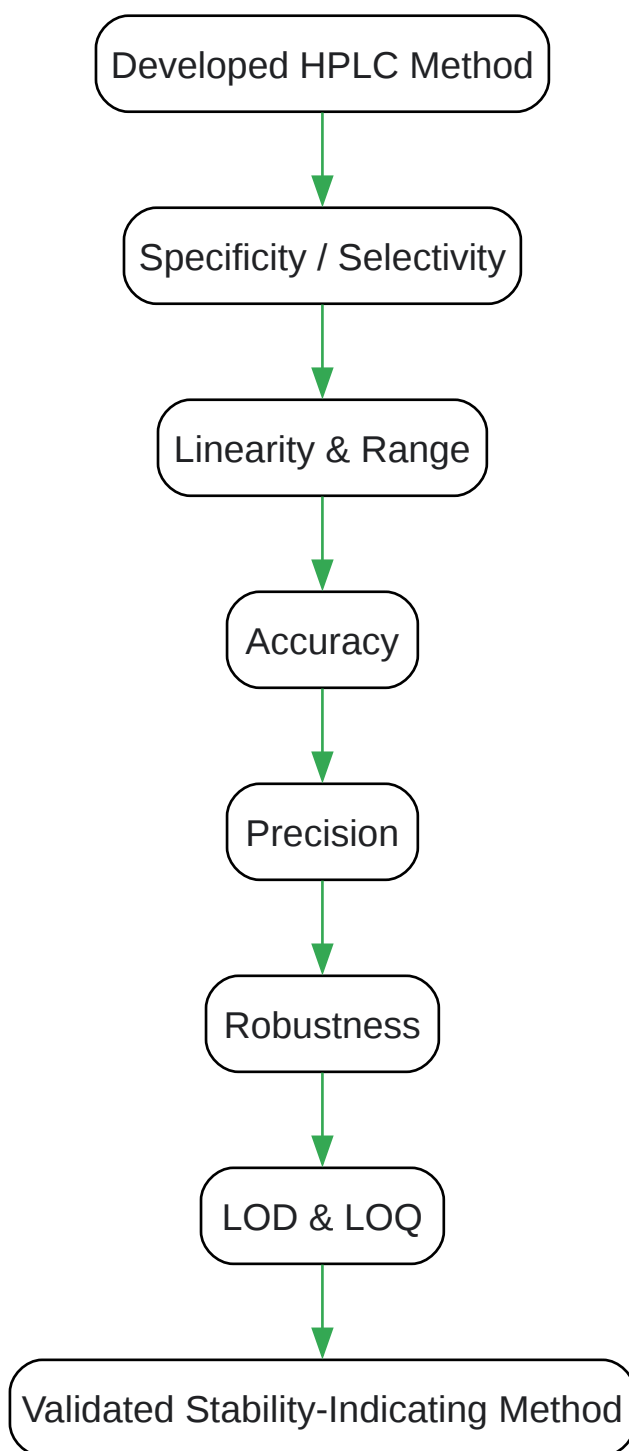 Developed HPLC Method
Specificity / Selectivity
Linearity & Range
Accuracy
Precision
Robustness
LOD & LOQ
Validated Stability-Indicating Method